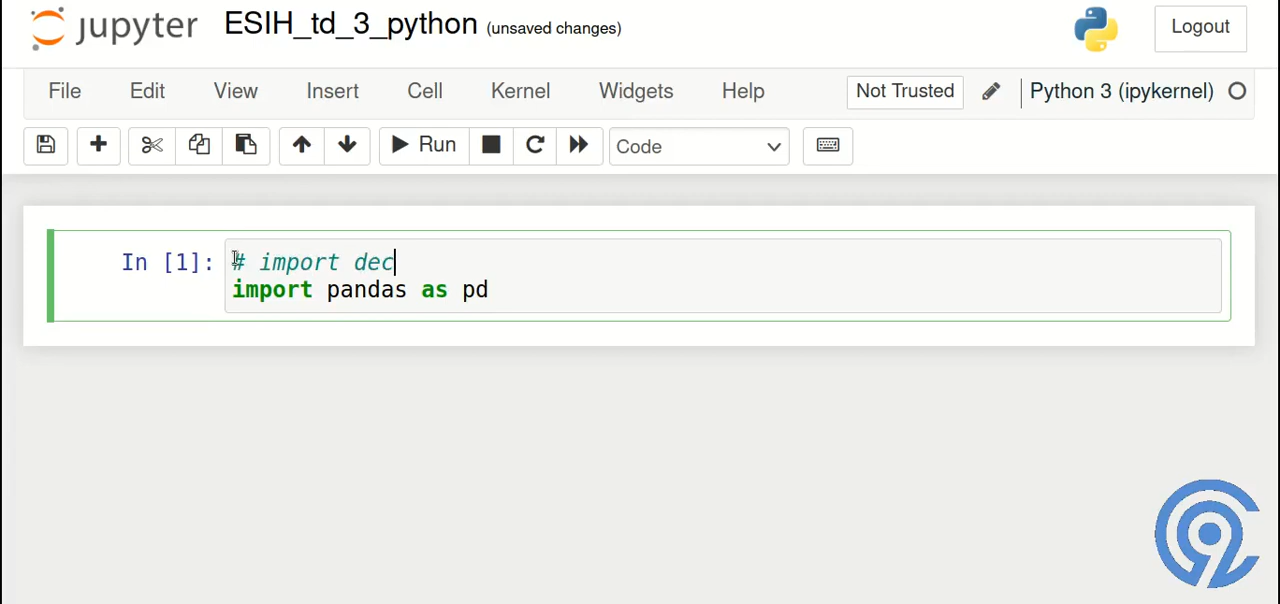 jupyter ESIH_td_3_python (unsaved changes)
Logout
File Edit View Insert Cell Kernel Widgets Help Not Trusted Python 3 (ipykernel)
Run Code
In [1]: # import dec
import pandas as pd